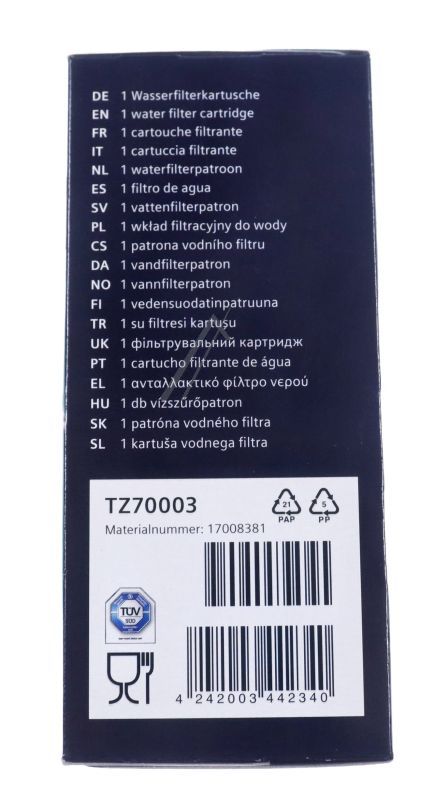 DE 1 Wasserfilterkartusche
EN 1 water filter cartridge
FR 1 cartouche filtrante
IT 1 cartuccia filtrante
NL 1 waterfilterpatroon
ES 1 filtro de agua
SV 1 vattenfilterpatron
PL 1 wkład filtracyjny do wody
CS 1 patrona vodního filtru
DA 1 vandfilterpatron
NO 1 vannfilterpatron
FI 1 vedensuodatinpatruuna
TR 1 su filtresi kartuşu
UK 1 фільтрувальний картридж
PT 1 cartucho filtrante de água
EL 1 ανταλλακτικό φίλτρο νερού
HU 1 db vízszűrőpatron
SK 1 patróna vodného filtra
SL 1 kartuša vodnega filtra
TZ70003
Materialnummer: 17008381
21
PAP
5
PP
TÜV
SÜD
4 242003 442340